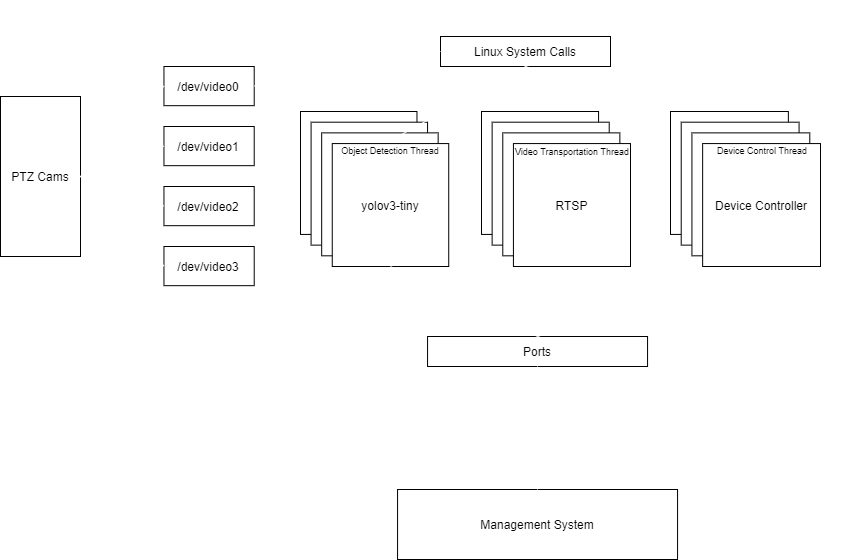 Linux System Calls
/dev/video0
/dev/video1
PTZ Cams
/dev/video2
/dev/video3
Object Detection Thread
yolov3-tiny
Video Transportation Thread
RTSP
Device Control Thread
Device Controller
Ports
Management System